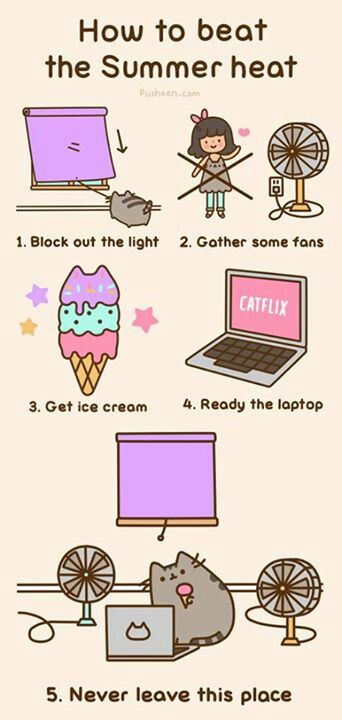 How to beat
the Summer heat
Pusheen.com
1. Block out the light
2. Gather some fans
3. Get ice cream
CATFLIX
4. Ready the laptop
5. Never leave this place